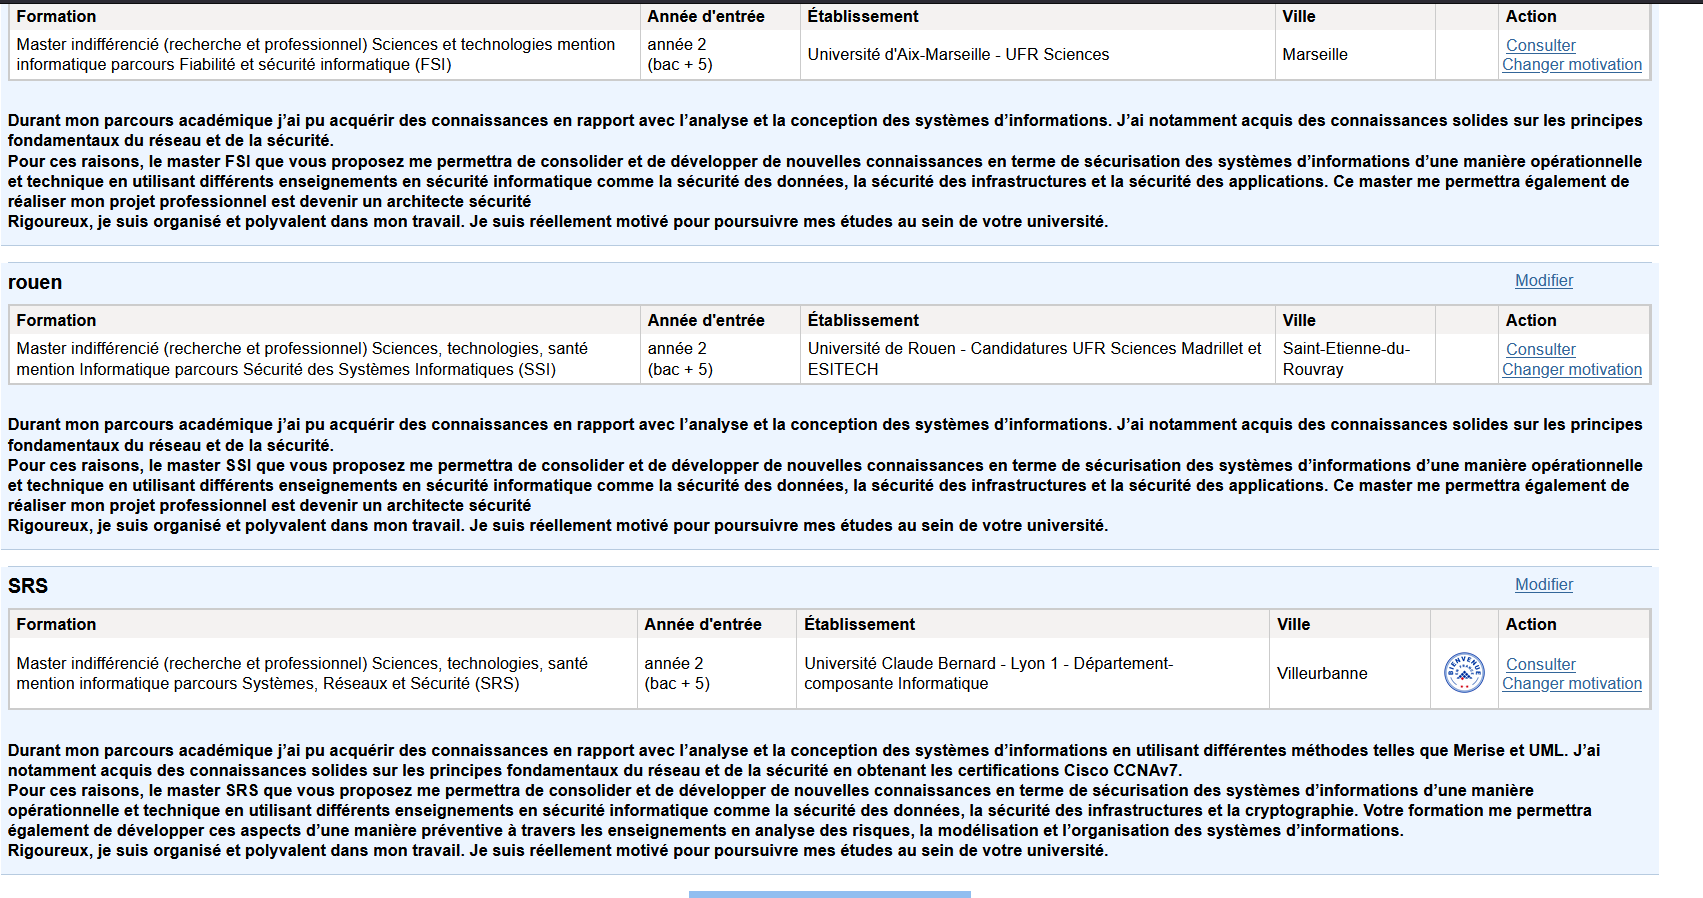 Formation Année d'entrée Établissement Ville Action
Master indifférencié (recherche et professionnel) Sciences et technologies mention
informatique parcours Fiabilité et sécurité informatique (FSI)
année 2
(bac + 5)
Université d'Aix-Marseille - UFR Sciences
Marseille
Consulter
Changer motivation
Durant mon parcours académique j’ai pu acquérir des connaissances en rapport avec l’analyse et la conception des systèmes d’informations. J’ai notamment acquis des connaissances solides sur les principes
fondamentaux du réseau et de la sécurité.
Pour ces raisons, le master FSI que vous proposez me permettra de consolider et de développer de nouvelles connaissances en terme de sécurisation des systèmes d’informations d’une manière opérationnelle
et technique en utilisant différents enseignements en sécurité informatique comme la sécurité des données, la sécurité des infrastructures et la sécurité des applications. Ce master me permettra également de
réaliser mon projet professionnel est devenir un architecte sécurité
Rigoureux, je suis organisé et polyvalent dans mon travail. Je suis réellement motivé pour poursuivre mes études au sein de votre université.
rouen Modifier
Formation Année d'entrée Établissement Ville Action
Master indifférencié (recherche et professionnel) Sciences, technologies, santé
mention Informatique parcours Sécurité des Systèmes Informatiques (SSI)
année 2
(bac + 5)
Université de Rouen - Candidatures UFR Sciences Madrillet et
ESITECH
Saint-Etienne-du-
Rouvray
Consulter
Changer motivation
Durant mon parcours académique j’ai pu acquérir des connaissances en rapport avec l’analyse et la conception des systèmes d’informations. J’ai notamment acquis des connaissances solides sur les principes
fondamentaux du réseau et de la sécurité.
Pour ces raisons, le master SSI que vous proposez me permettra de consolider et de développer de nouvelles connaissances en terme de sécurisation des systèmes d’informations d’une manière opérationnelle
et technique en utilisant différents enseignements en sécurité informatique comme la sécurité des données, la sécurité des infrastructures et la sécurité des applications. Ce master me permettra également de
réaliser mon projet professionnel est devenir un architecte sécurité
Rigoureux, je suis organisé et polyvalent dans mon travail. Je suis réellement motivé pour poursuivre mes études au sein de votre université.
SRS Modifier
Formation Année d'entrée Établissement Ville Action
Master indifférencié (recherche et professionnel) Sciences, technologies, santé
mention informatique parcours Systèmes, Réseaux et Sécurité (SRS)
année 2
(bac + 5)
Université Claude Bernard - Lyon 1 - Département-
composante Informatique
Villeurbanne
BIENVENUE
EN FRANCE
Consulter
Changer motivation
Durant mon parcours académique j’ai pu acquérir des connaissances en rapport avec l’analyse et la conception des systèmes d’informations en utilisant différentes méthodes telles que Merise et UML. J’ai
notamment acquis des connaissances solides sur les principes fondamentaux du réseau et de la sécurité en obtenant les certifications Cisco CCNAv7.
Pour ces raisons, le master SRS que vous proposez me permettra de consolider et de développer de nouvelles connaissances en terme de sécurisation des systèmes d’informations d’une manière
opérationnelle et technique en utilisant différents enseignements en sécurité informatique comme la sécurité des données, la sécurité des infrastructures et la cryptographie. Votre formation me permettra
également de développer ces aspects d’une manière préventive à travers les enseignements en analyse des risques, la modélisation et l’organisation des systèmes d’informations.
Rigoureux, je suis organisé et polyvalent dans mon travail. Je suis réellement motivé pour poursuivre mes études au sein de votre université.